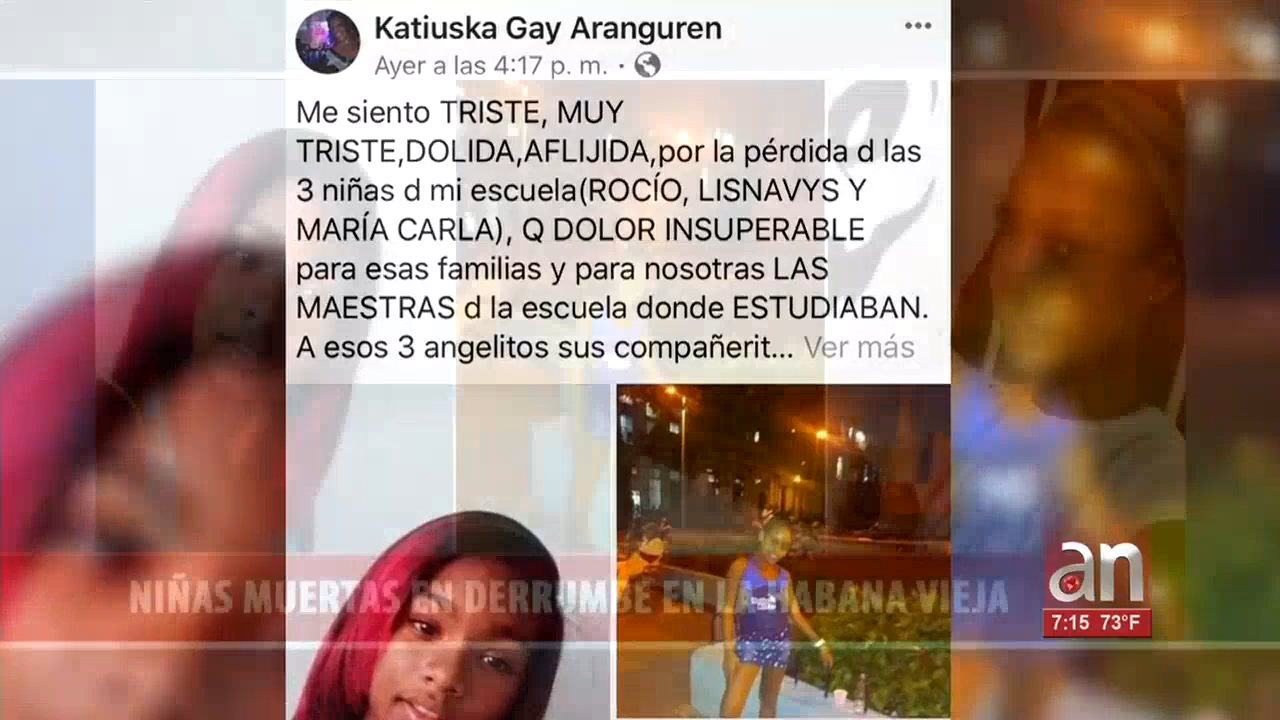 Katiuska Gay Aranguren
Ayer a las 4:17 p. m. ·
Me siento TRISTE, MUY
TRISTE,DOLIDA,AFLIJIDA,por la pérdida d las
3 niñas d mi escuela(ROCÍO, LISNAVYS Y
MARÍA CARLA), Q DOLOR INSUPERABLE
para esas familias y para nosotras LAS
MAESTRAS d la escuela donde ESTUDIABAN.
A esos 3 angelitos sus compañerit... Ver más
NIÑAS MUERTAS EN DERRUMBE EN LA HABANA VIEJA
an
7:15 73°F